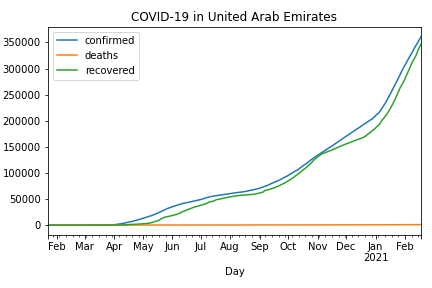 COVID-19 in United Arab Emirates
confirmed
deaths
recovered
350000
300000
250000
200000
150000
100000
50000
0
Feb Mar Apr May Jun Jul Aug Sep Oct Nov Dec Jan Feb
2021
Day